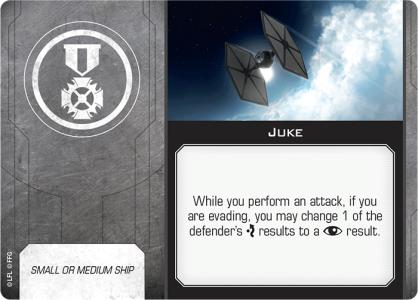 JUKE
While you perform an attack, if you
are evading, you may change 1 of the
defender's results to a result.
SMALL OR MEDIUM SHIP
© LFL © FFG